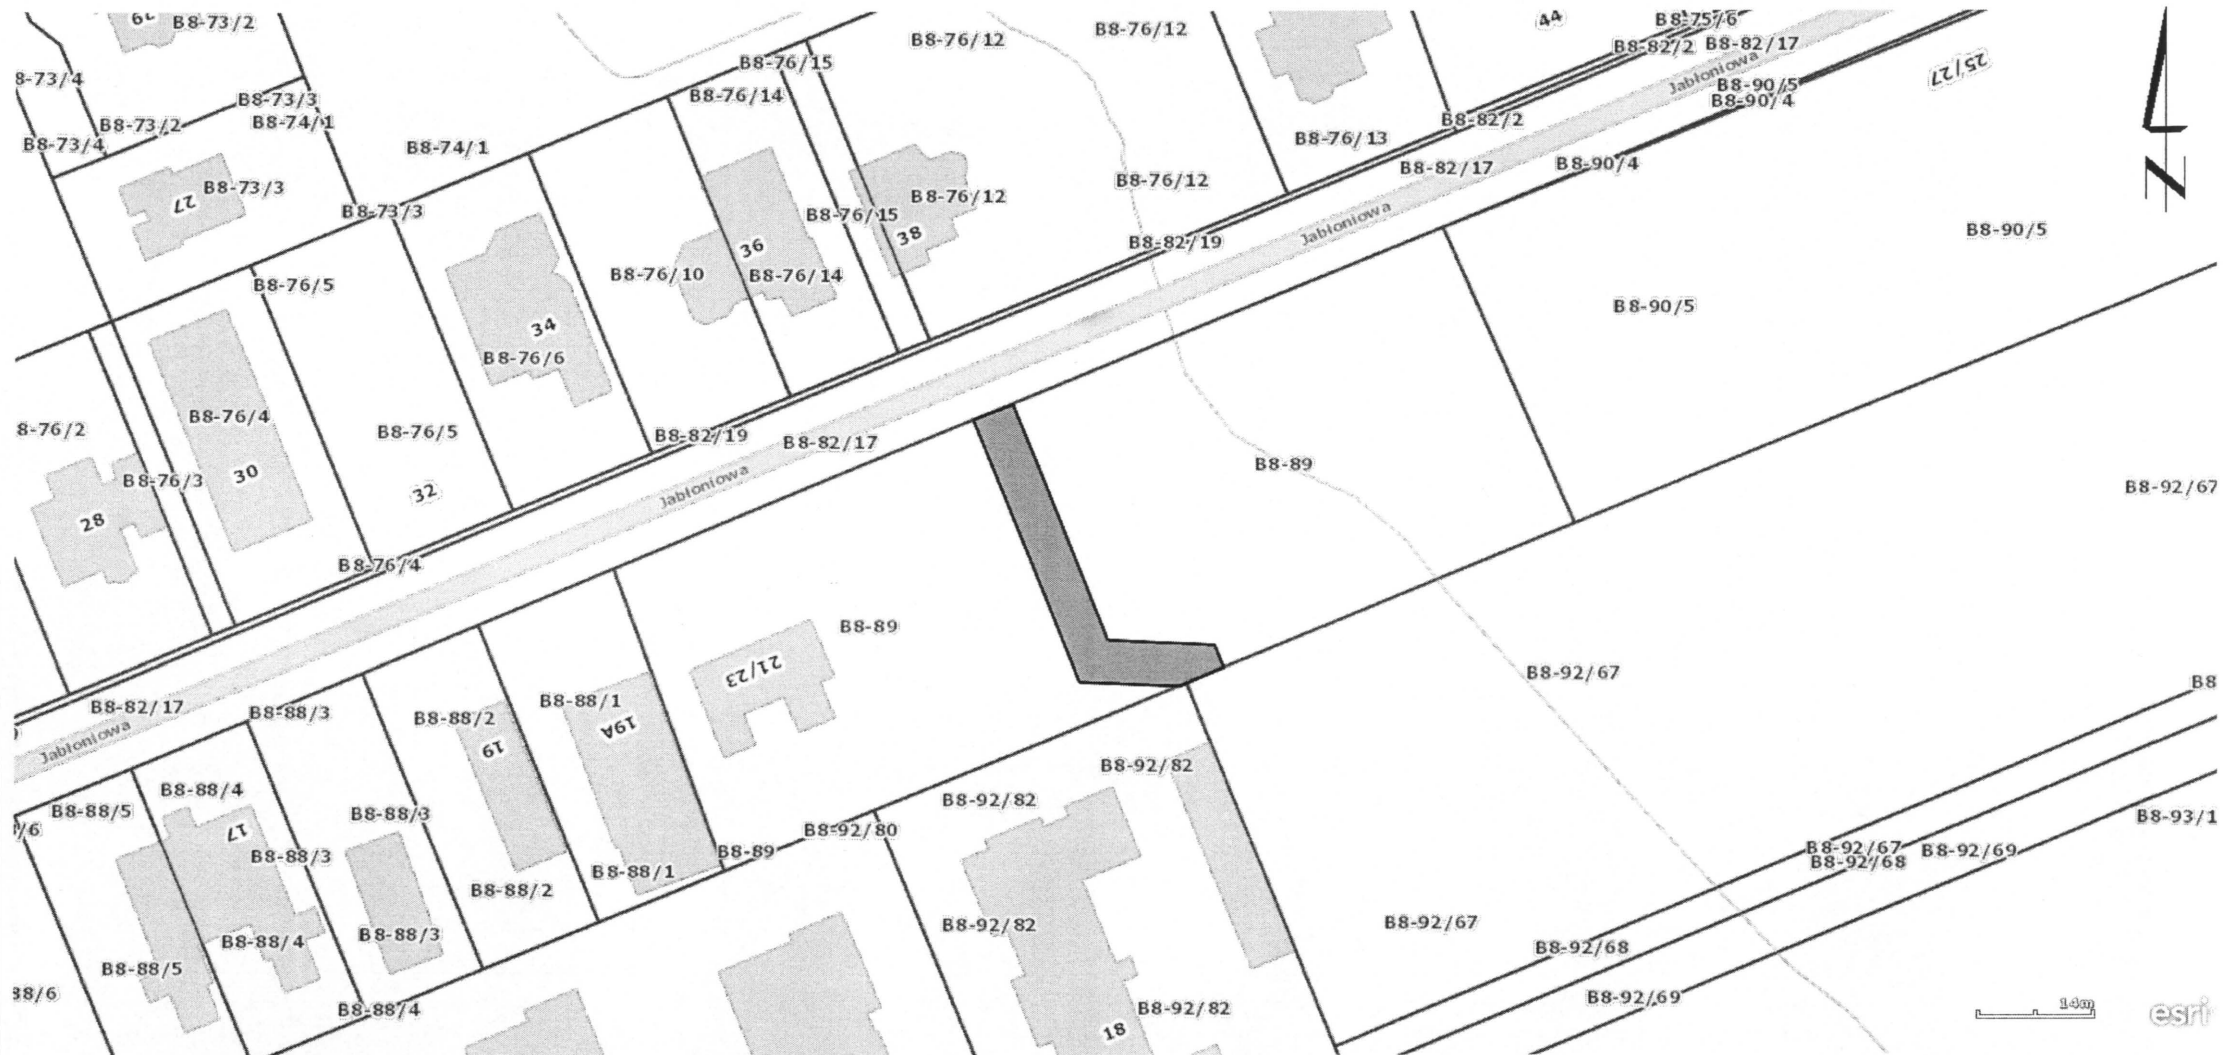 29
B8-73/2
B8-76/12
B8-76/12
44
B8-75/6
B8-82/2
B8-82/17
Jabłoniowa
25/27
8-73/4
B8-76/15
B8-76/14
B8-73/3
B8-74/1
B8-73/2
B8-73/4
B8-90/5
B8-90/4
B8-82/2
B8-76/13
B8-74/1
B8-82/17
B8-90/4
N
27
B8-73/3
B8-73/3
B8-76/12
B8-76/12
B8-76/15
38
Jabłoniowa
B8-82/19
B8-90/5
36
B8-76/10
B8-76/14
B8-76/5
B8-90/5
34
B8-76/6
B8-76/4
8-76/2
B8-76/5
B8-82/19
B8-82/17
B8-89
30
B8-76/3
32
Jabłoniowa
B8-92/67
28
B8-76/4
B8-89
21/23
B8-92/67
B8
B8-82/17
B8-88/3
B8-88/2
B8-88/1
19A
19
Jabłoniowa
B8-92/82
B8-88/4
B8-88/5
B8-88/3
B8-92/82
B8-93/1
/6
17
B8-92/80
B8-89
B8-88/3
B8-92/67
B8-92/68
B8-92/69
B8-88/1
B8-88/2
B8-88/4
B8-88/3
B8-92/82
B8-92/67
B8-92/68
B8-88/5
38/6
B8-92/69
B8-88/4
B8-92/82
18
14m
esri